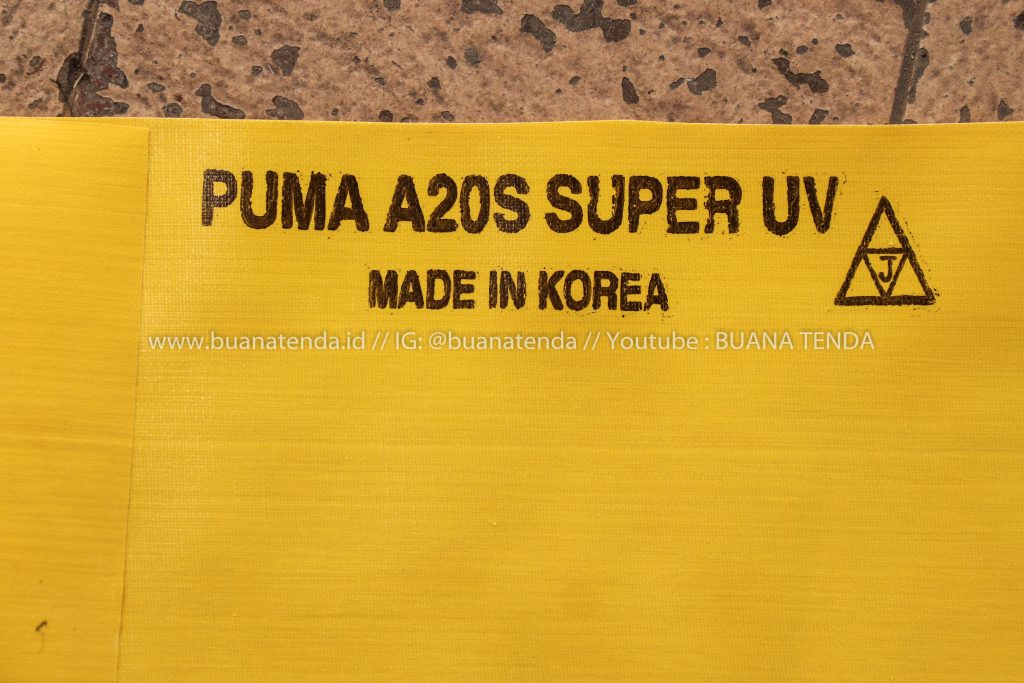 PUMA A20S SUPER UV
J
MADE IN KOREA
www.buanatenda.id // IG: @buanatenda // Youtube : BUANA TENDA